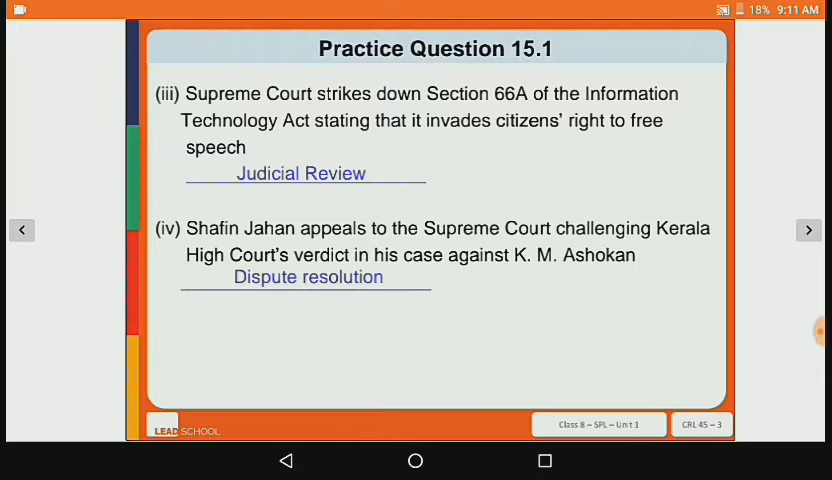 18% 9:11 AM
Practice Question 15.1
(iii) Supreme Court strikes down Section 66A of the Information
Technology Act stating that it invades citizens' right to free
speech
Judicial Review
(iv) Shafin Jahan appeals to the Supreme Court challenging Kerala
High Court's verdict in his case against K. M. Ashokan
Dispute resolution
LEAD SCHOOL
Class 8 – SPL – Unit 1
CRL 45 – 3